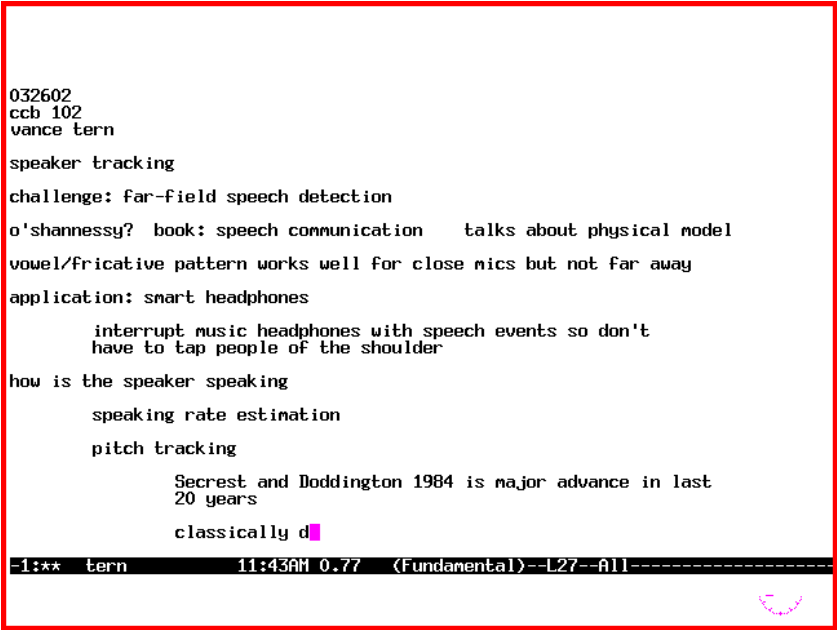 032602
ccb 102
vance tern
speaker tracking
challenge: far-field speech detection
o'shannessy?  book: speech communication    talks about physical model
vowel/fricative pattern works well for close mics but not far away
application: smart headphones
interrupt music headphones with speech events so don't
have to tap people of the shoulder
how is the speaker speaking
speaking rate estimation
pitch tracking
Secrest and Doddington 1984 is major advance in last
20 years
classically d
-1:**  tern            11:43AM 0.77   (Fundamental)--L27--All--------------------